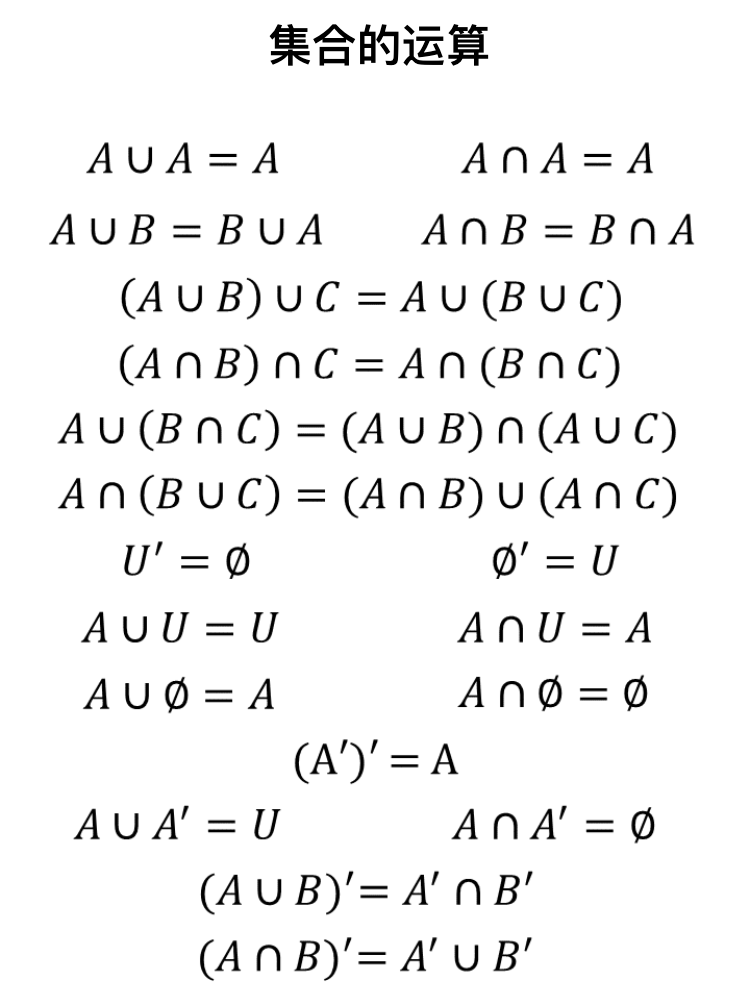 集合的运算
A ∪ A = A A ∩ A = A
A ∪ B = B ∪ A A ∩ B = B ∩ A
(A ∪ B) ∪ C = A ∪ (B ∪ C)
(A ∩ B) ∩ C = A ∩ (B ∩ C)
A ∪ (B ∩ C) = (A ∪ B) ∩ (A ∪ C)
A ∩ (B ∪ C) = (A ∩ B) ∪ (A ∩ C)
U′ = ∅ ∅′ = U
A ∪ U = U A ∩ U = A
A ∪ ∅ = A A ∩ ∅ = ∅
(A′)′ = A
A ∪ A′ = U A ∩ A′ = ∅
(A ∪ B)′= A′ ∩ B′
(A ∩ B)′= A′ ∪ B′